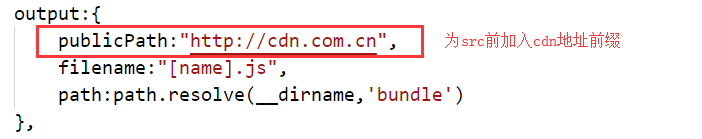 output:{
publicPath:"http://cdn.com.cn", 为src前加入cdn地址前缀
filename:"[name].js",
path:path.resolve(__dirname,'bundle')
},